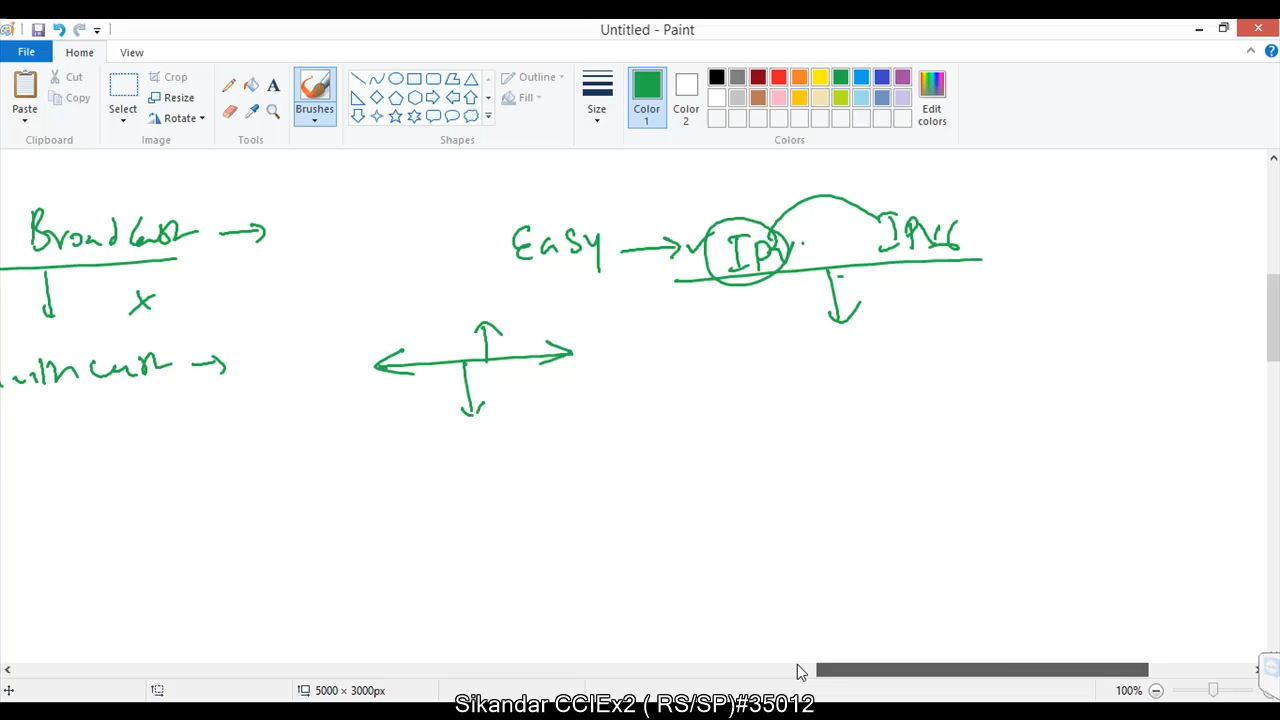 Untitled - Paint
File Home View
Paste
Cut
Copy
Clipboard
Select
Crop
Resize
Rotate
Image
Tools
Brushes
Outline
Fill
Shapes
Size
Color 1
Color 2
Edit colors
Colors
Broadcast →
Easy → IPv IPv6
X
5000 × 3000px
100%
Sikandar CCIEx2 ( RS/SP)#35012